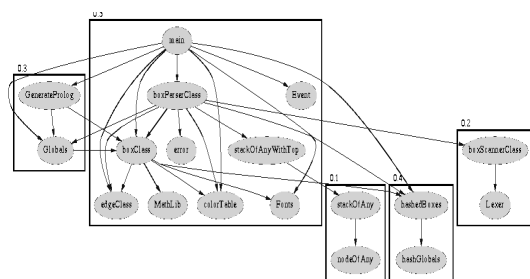 0.5
main
0.3
GenerateProlog
boxParserClass
Event
0.2
Globals
boxClass
error
stackOfAnyWithTop
boxScannerClass
0.1
0.4
edgeClass
MathLib
colorTable
Fonts
stackOfAny
hashedBoxes
Lexer
nodeOfAny
hashGlobals